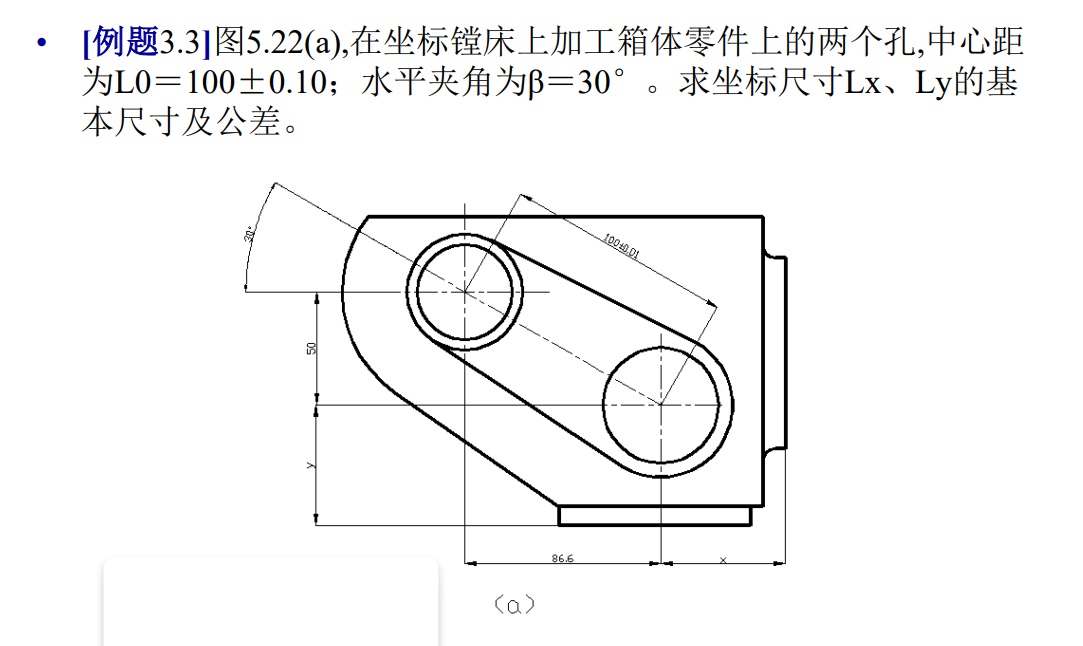 • [例题3.3]图5.22(a),在坐标镗床上加工箱体零件上的两个孔,中心距
为L0＝100±0.10；水平夹角为β＝30°。求坐标尺寸Lx、Ly的基
本尺寸及公差。
30°
100±0.01
50
y
86.6
x
(a)